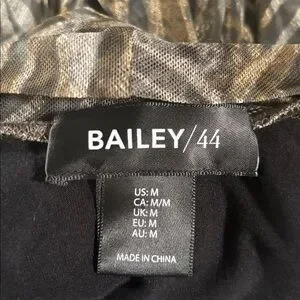 BAILEY/44
US: M
CA: M/M
UK: M
EU: M
AU: M
MADE IN CHINA